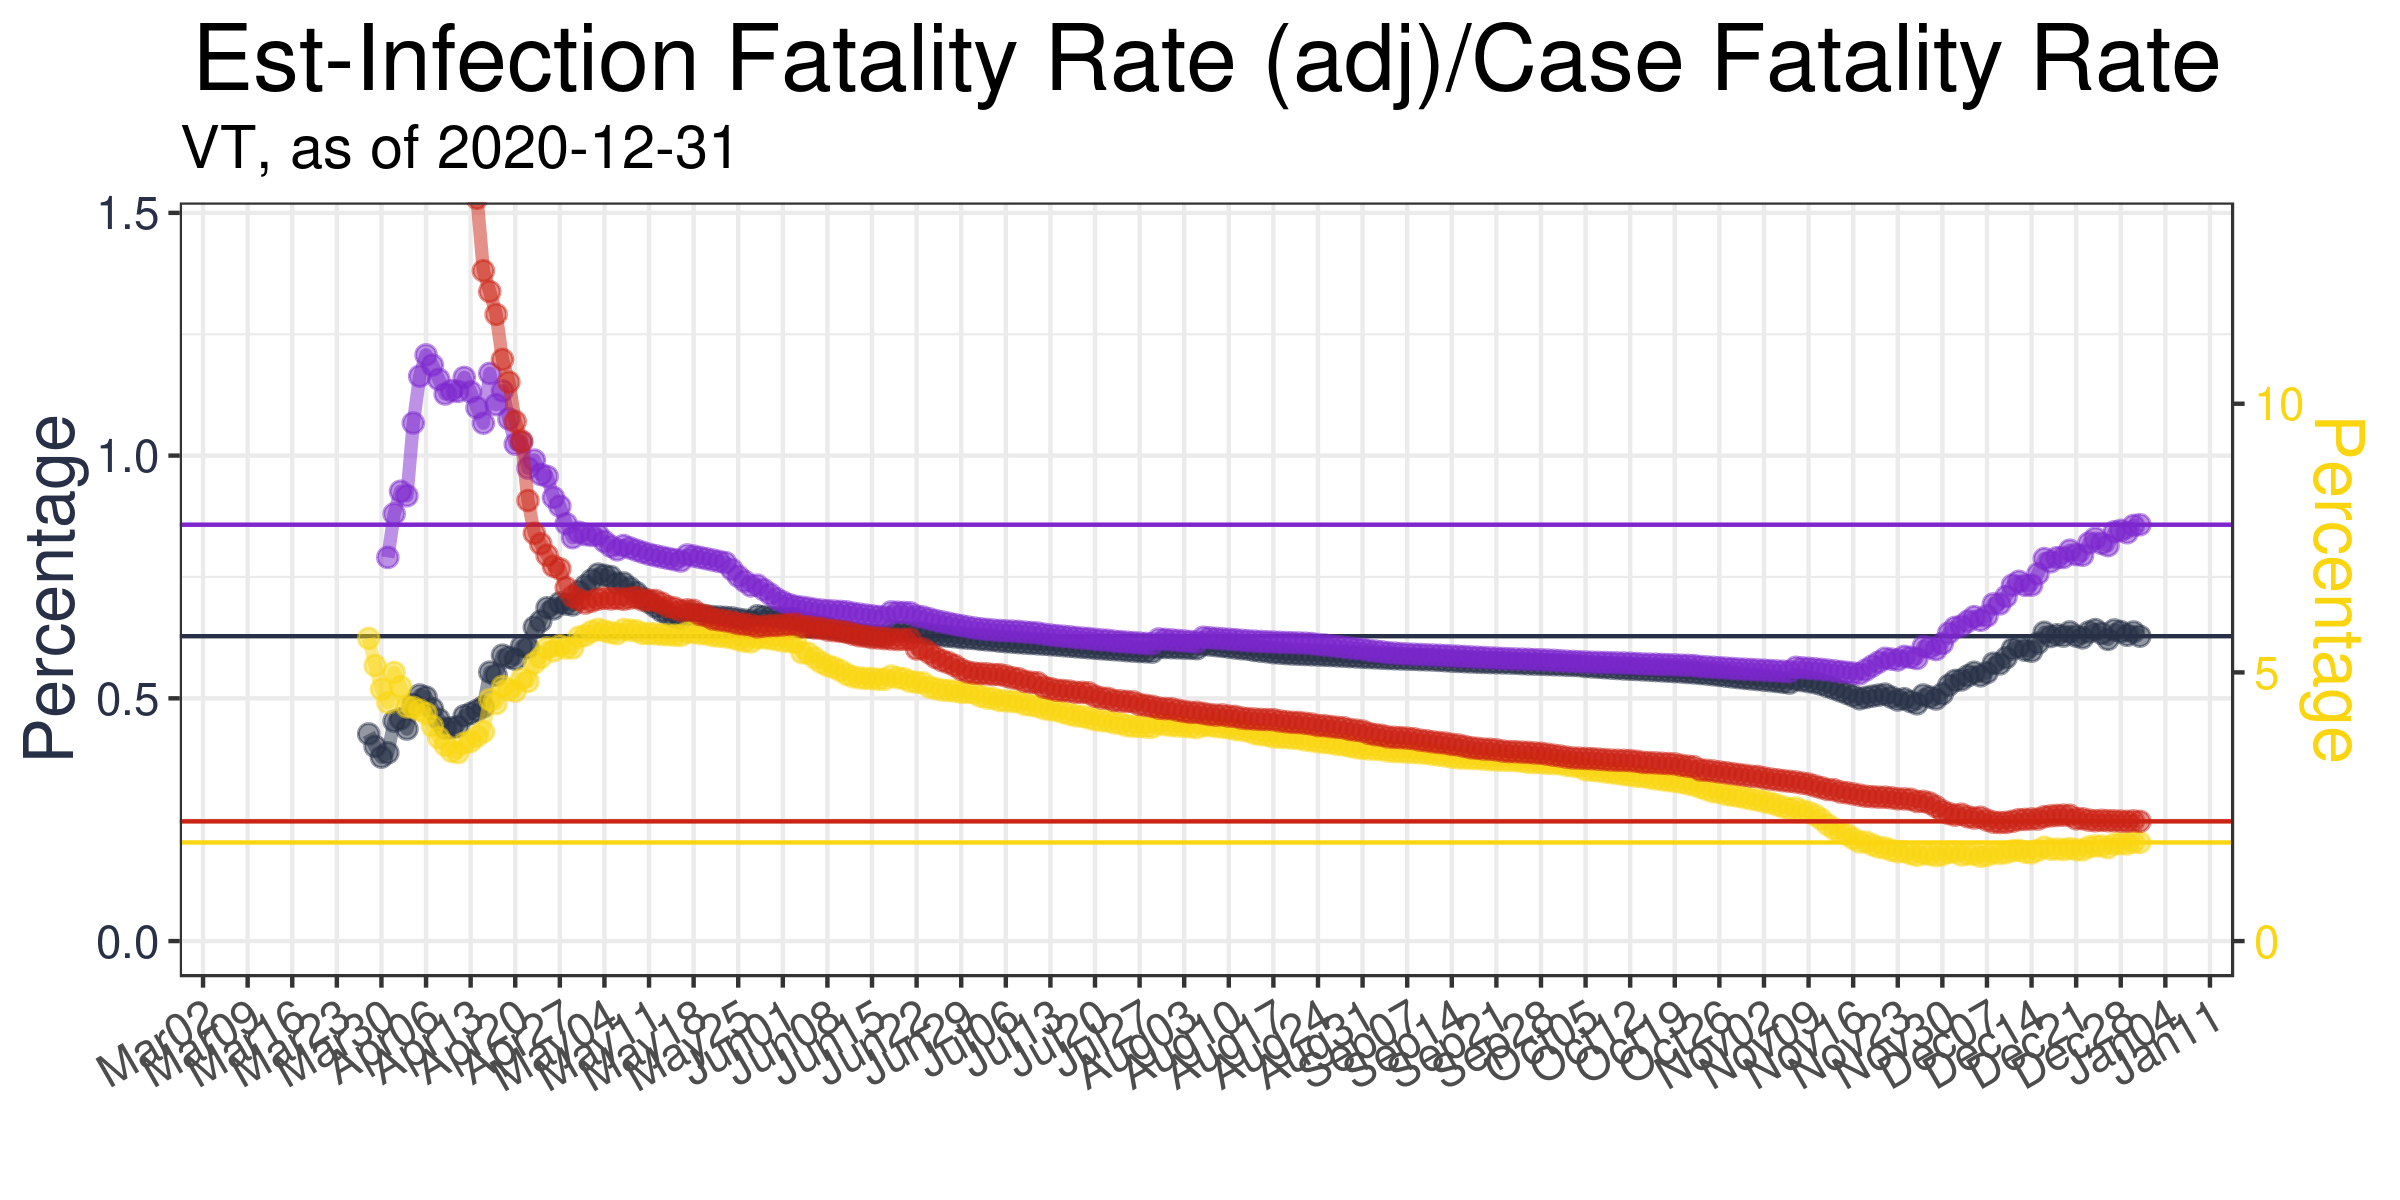 Est-Infection Fatality Rate (adj)/Case Fatality Rate
VT, as of 2020-12-31
1.5
1.0
0.5
0.0
Percentage
10
5
0
Percentage
Mar02
Mar09
Mar16
Mar23
Mar30
Apr06
Apr13
Apr20
Apr27
May04
May11
May18
May25
Jun01
Jun08
Jun15
Jun22
Jun29
Jul06
Jul13
Jul20
Jul27
Aug03
Aug10
Aug17
Aug24
Aug31
Sep07
Sep14
Sep21
Sep28
Oct05
Oct12
Oct19
Oct26
Nov02
Nov09
Nov16
Nov23
Nov30
Dec07
Dec14
Dec21
Dec28
Jan04
Jan11